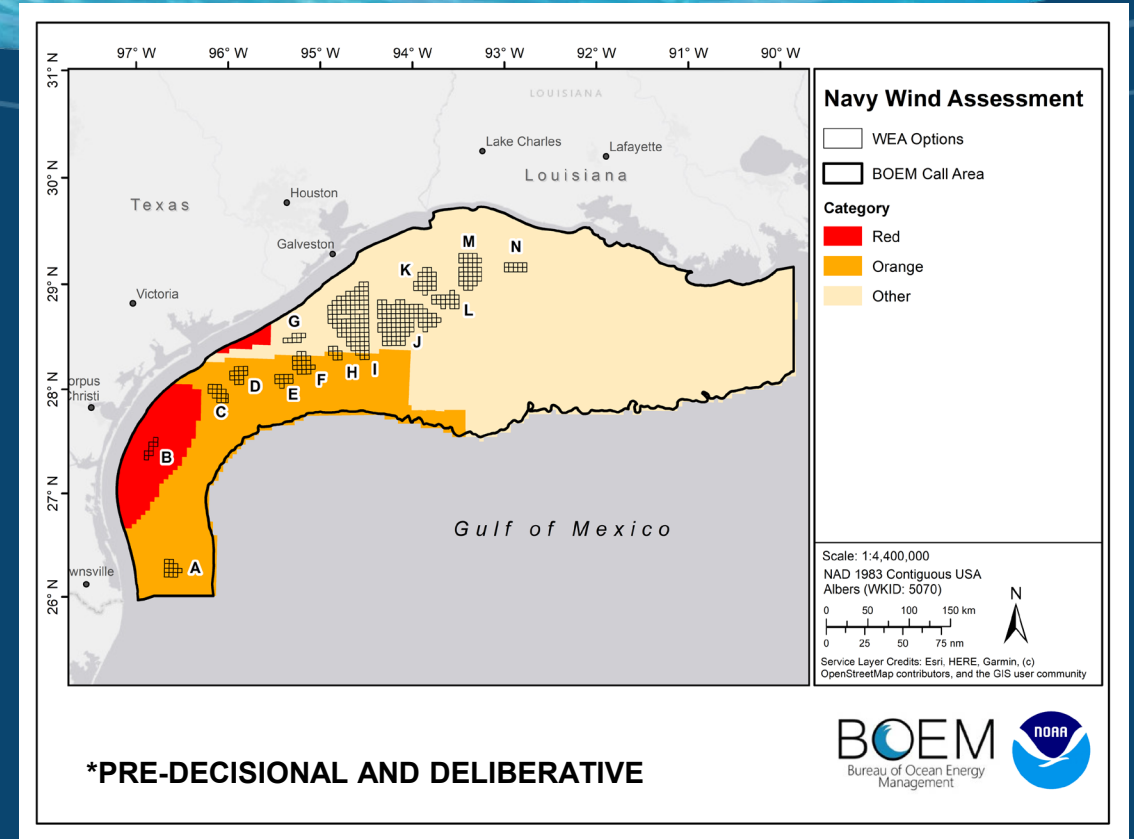 97° W 96° W 95° W 94° W 93° W 92° W 91° W 90° W
31° N
30° N
29° N
28° N
27° N
26° N
LOUISIANA
Lake Charles
Lafayette
Louisiana
Houston
Texas
Galveston
Victoria
orpus
Christi
wnsville
M
N
K
L
G
J
H
I
F
E
D
C
B
A
Gulf of Mexico
Navy Wind Assessment
WEA Options
BOEM Call Area
Category
Red
Orange
Other
Scale: 1:4,400,000
NAD 1983 Contiguous USA
Albers (WKID: 5070)
0 50 100 150 km
0 25 50 75 nm
N
Service Layer Credits: Esri, HERE, Garmin, (c)
OpenStreetMap contributors, and the GIS user community
*PRE-DECISIONAL AND DELIBERATIVE
BOEM
Bureau of Ocean Energy
Management
NOAA